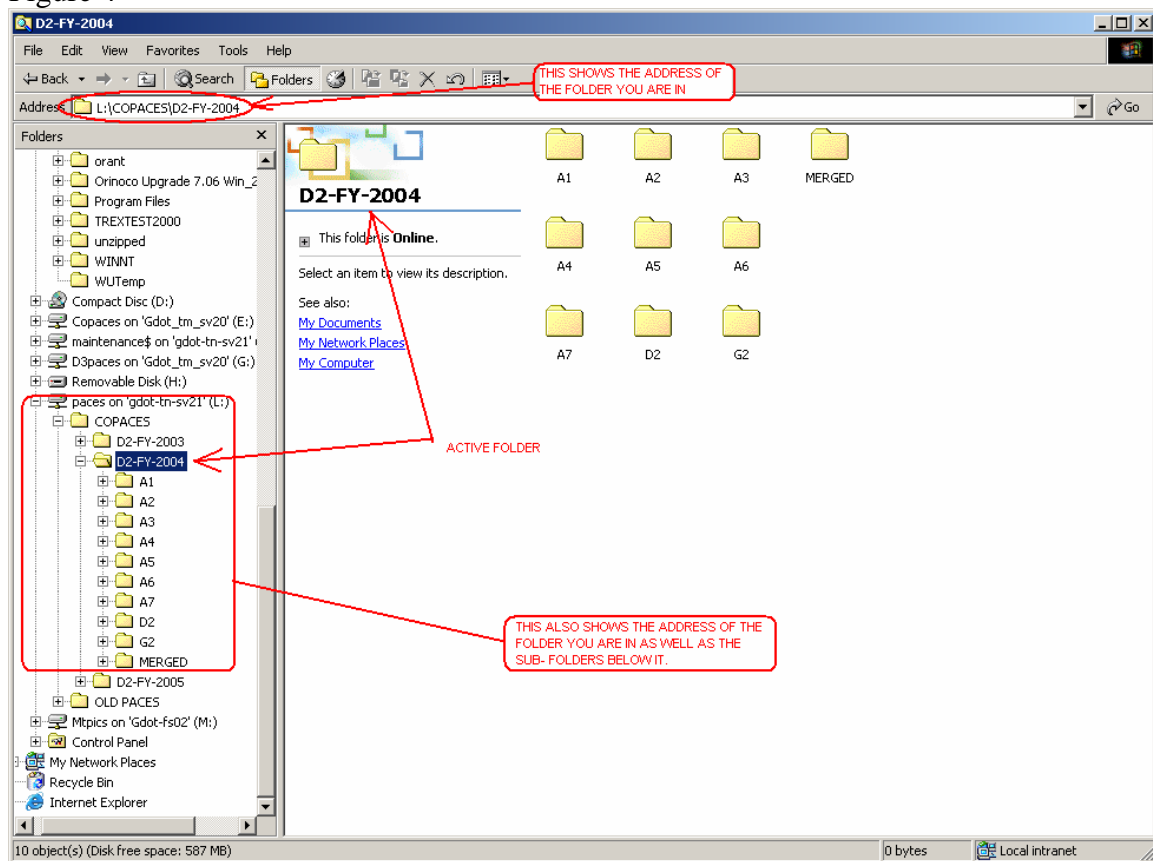 D2-FY-2004
File Edit View Favorites Tools Help
Back Search Folders
THIS SHOWS THE ADDRESS OF
THE FOLDER YOU ARE IN
Address L:\COPACES\D2-FY-2004 Go
Folders x
orant
Orinoco Upgrade 7.06 Win_2
Program Files
TREXTEST2000
unzipped
WINNT
WUTemp
Compact Disc (D:)
Copaces on 'Gdot_tm_sv20' (E:)
maintenance$ on 'gdot-tn-sv21'
D3paces on 'Gdot_tm_sv20' (G:)
Removable Disk (H:)
paces on 'gdot-tn-sv21' (L:)
COPACES
D2-FY-2003
D2-FY-2004
A1
A2
A3
A4
A5
A6
A7
D2
G2
MERGED
D2-FY-2005
OLD PACES
Mtpics on 'Gdot-fs02' (M:)
Control Panel
My Network Places
Recycle Bin
Internet Explorer
D2-FY-2004
This folder is Online.
Select an item to view its description.
See also:
My Documents
My Network Places
My Computer
A1 A2 A3 MERGED
A4 A5 A6
A7 D2 G2
ACTIVE FOLDER
THIS ALSO SHOWS THE ADDRESS OF THE
FOLDER YOU ARE IN AS WELL AS THE
SUB- FOLDERS BELOW IT.
10 object(s) (Disk free space: 587 MB) 0 bytes Local intranet